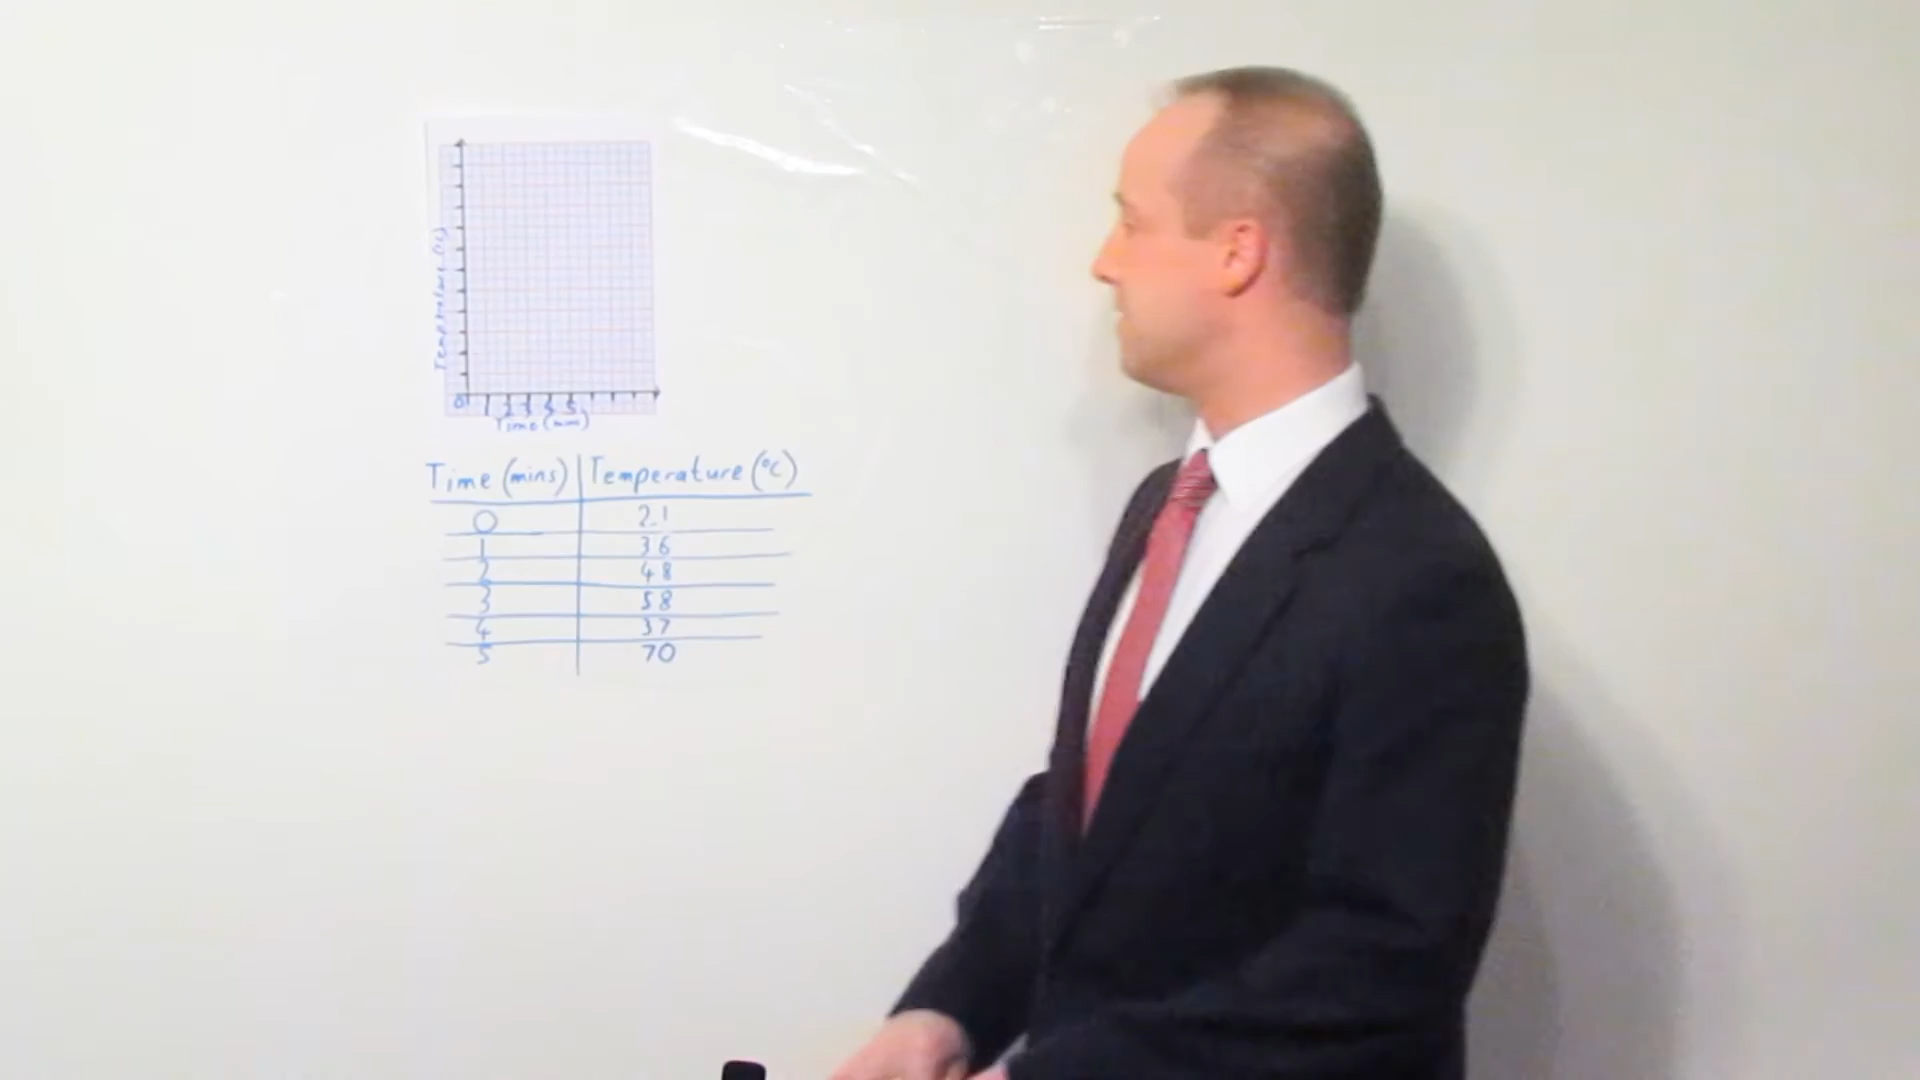 Temperature (°C)
0 1 2 3 4 5
Time (mins)
Time (mins) Temperature (°C)
0 21
1 36
2 48
3 58
4 37
5 70